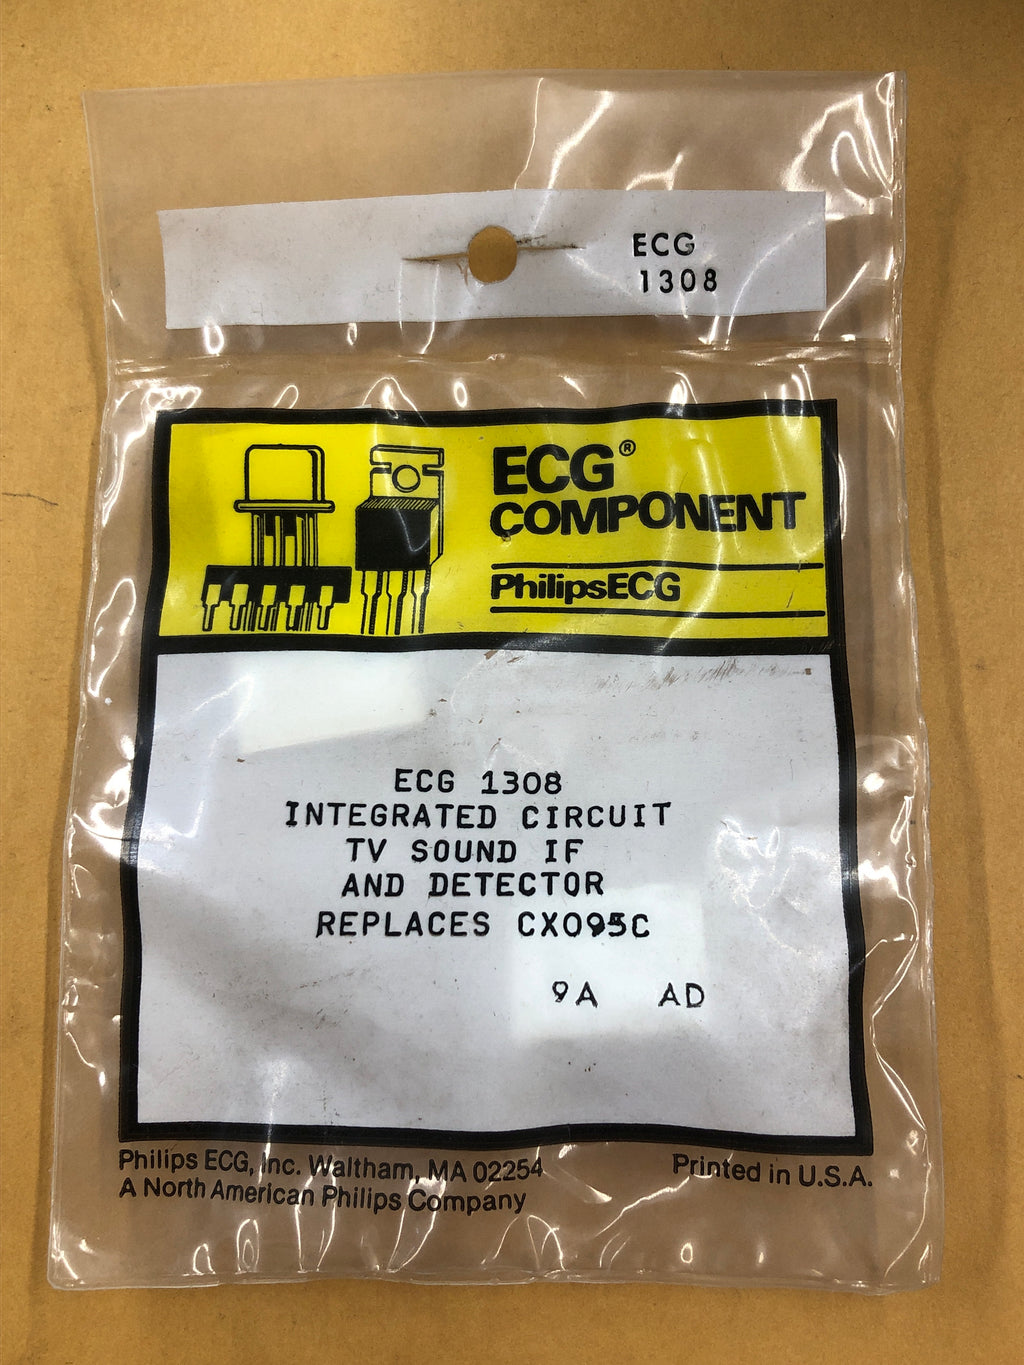 ECG
1308
ECG®
COMPONENT
PhilipsECG
ECG 1308
INTEGRATED CIRCUIT
TV SOUND IF
AND DETECTOR
REPLACES CX095C
9A AD
Philips ECG, Inc. Waltham, MA 02254
A North American Philips Company
Printed in U.S.A.